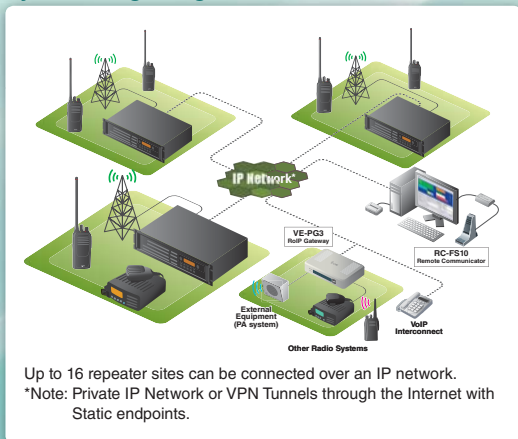 IP Network*
VE-PG3
RoIP Gateway
RC-FS10
Remote Communicator
External
Equipment
(PA system)
VoIP
Interconnect
Other Radio Systems
Up to 16 repeater sites can be connected over an IP network.
*Note: Private IP Network or VPN Tunnels through the Internet with
Static endpoints.